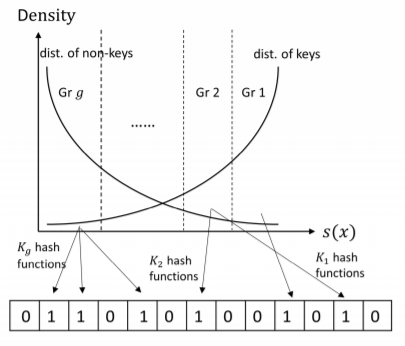 Density
dist. of non-keys
dist. of keys
Gr g
Gr 2
Gr 1
......
s(x)
K_g hash
functions
K_2 hash
functions
K_1 hash
functions
0 1 1 0 1 0 1 0 0 1 0 1 0